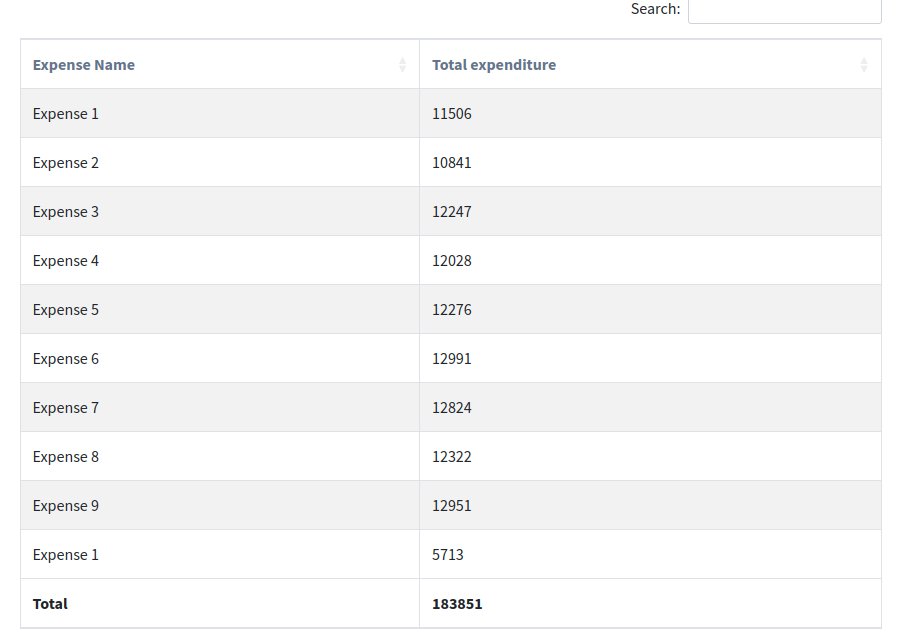 Search:
Expense Name Total expenditure
Expense 1 11506
Expense 2 10841
Expense 3 12247
Expense 4 12028
Expense 5 12276
Expense 6 12991
Expense 7 12824
Expense 8 12322
Expense 9 12951
Expense 1 5713
Total 183851